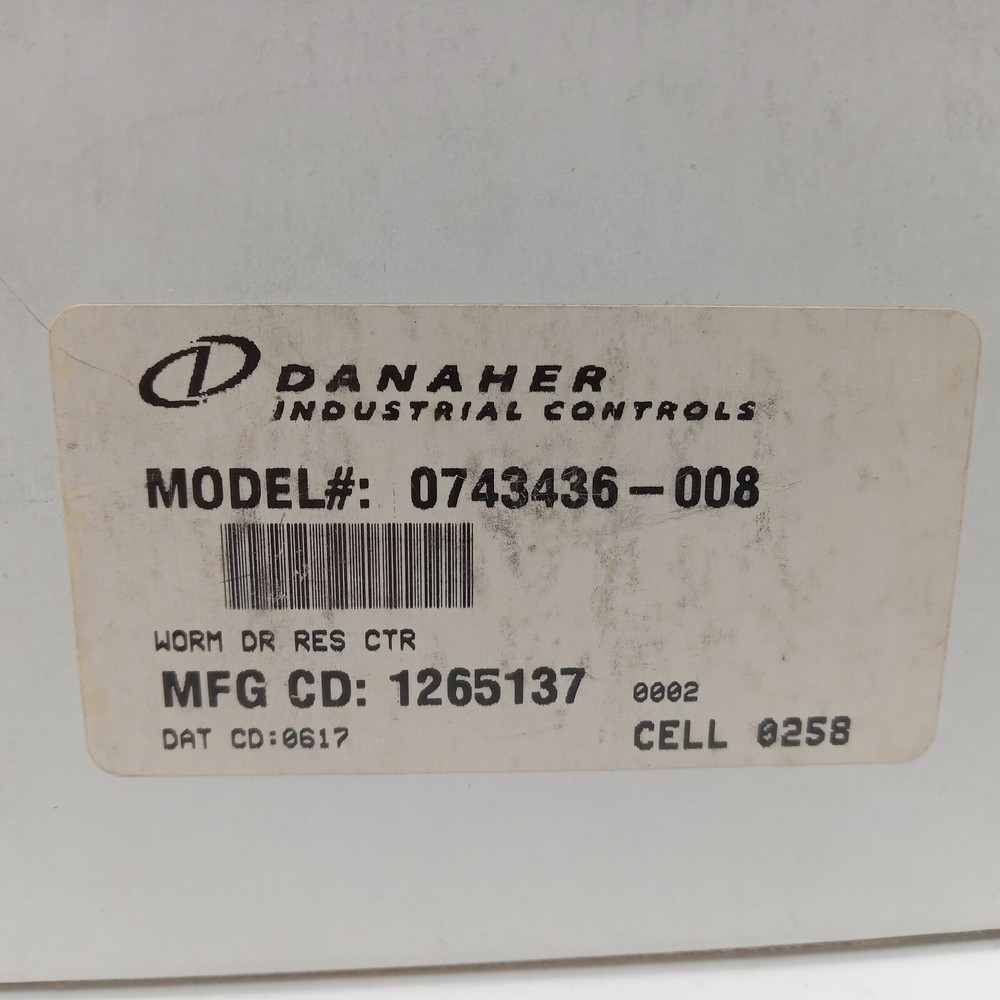 DANAHER
INDUSTRIAL CONTROLS
MODEL#: 0743436-008
WORM DR RES CTR
MFG CD: 1265137 0002
DAT CD:0617 CELL 0258